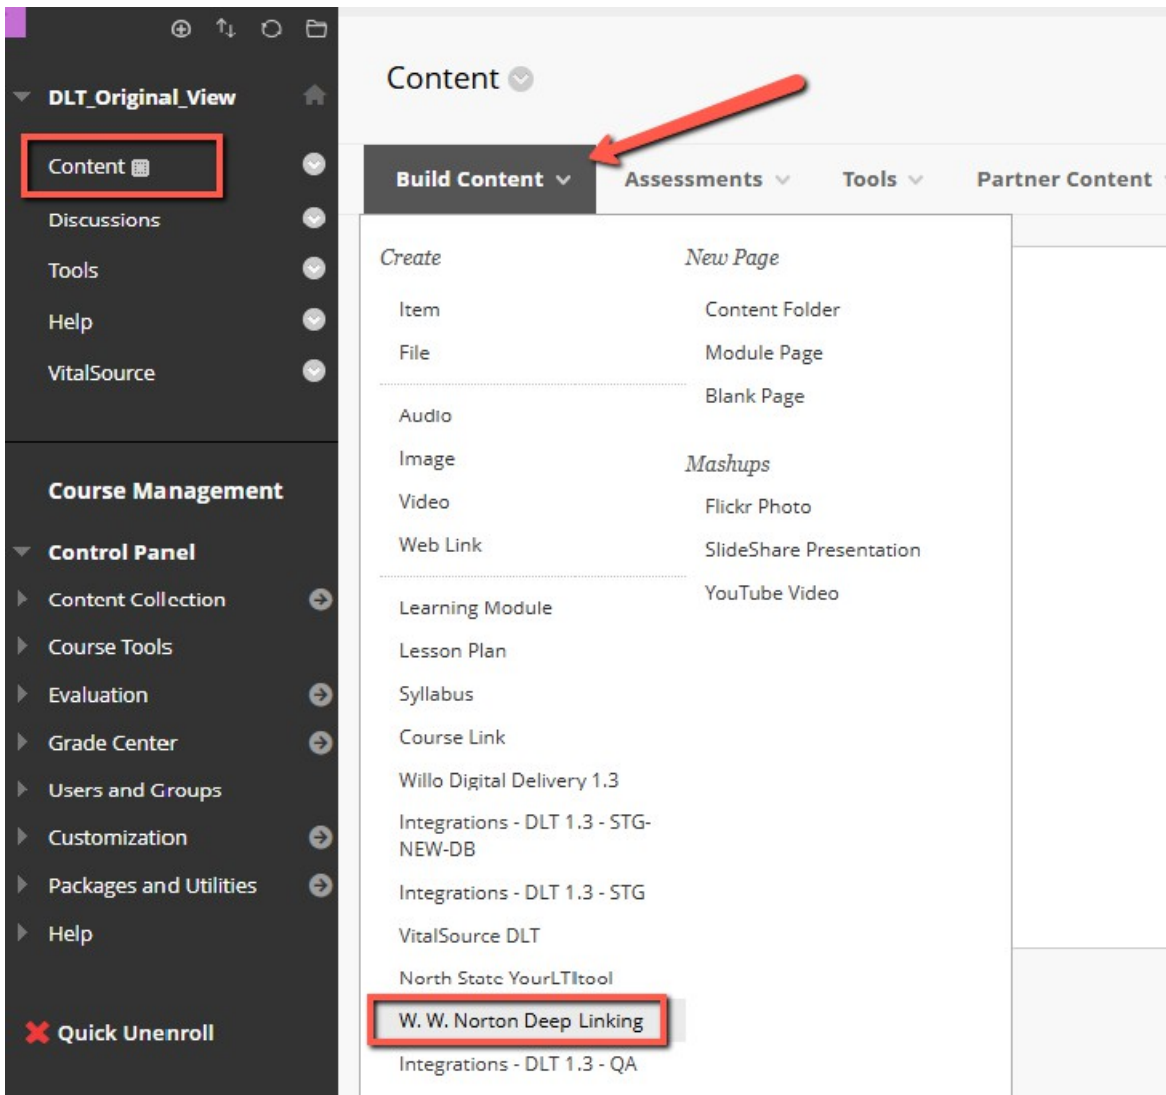 DLT_Original_View
Content
Discussions
Tools
Help
VitalSource
Course Management
Control Panel
Content Collection
Course Tools
Evaluation
Grade Center
Users and Groups
Customization
Packages and Utilities
Help
Quick Unenroll
Content
Build Content
Assessments
Tools
Partner Content
Create
Item
File
Audio
Image
Video
Web Link
Learning Module
Lesson Plan
Syllabus
Course Link
Willo Digital Delivery 1.3
Integrations - DLT 1.3 - STG-
NEW-DB
Integrations - DLT 1.3 - STG
VitalSource DLT
North State YourLTItool
W. W. Norton Deep Linking
Integrations - DLT 1.3 - QA
New Page
Content Folder
Module Page
Blank Page
Mashups
Flickr Photo
SlideShare Presentation
YouTube Video